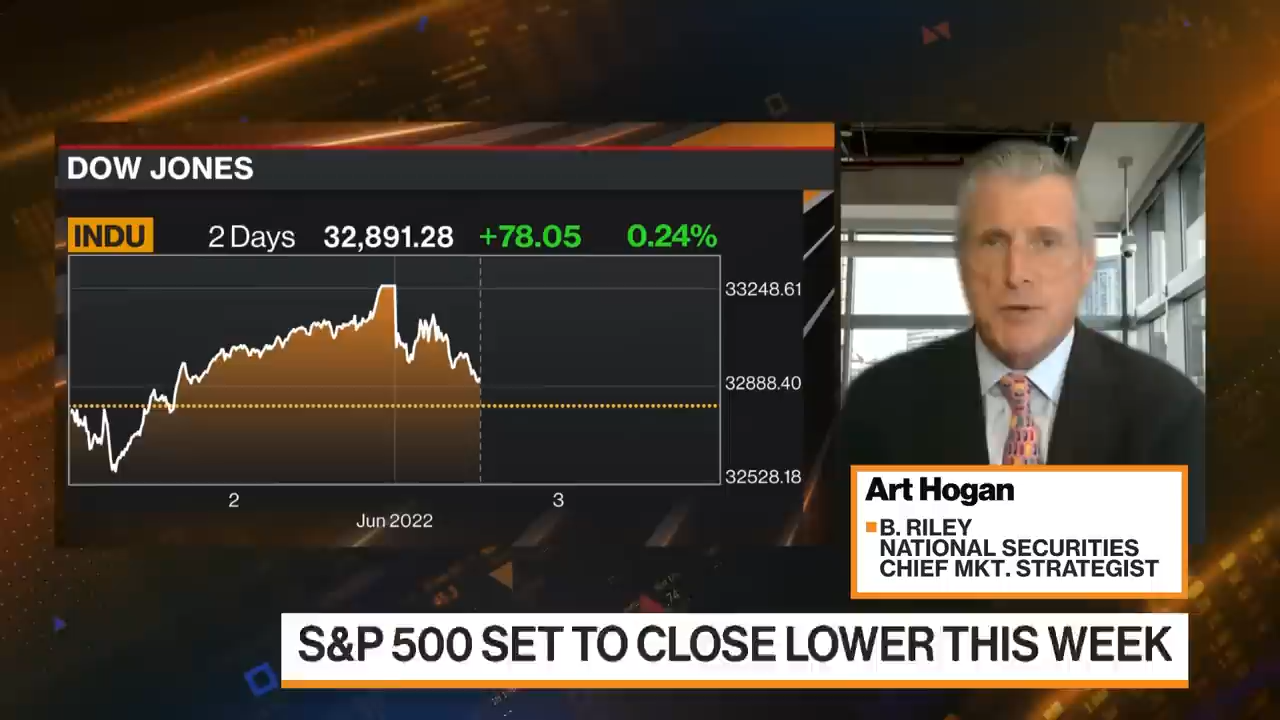 DOW JONES
INDU 2 Days 32,891.28 +78.05 0.24%
33248.61
32888.40
32528.18
2 3
Jun 2022
Art Hogan
B. RILEY
NATIONAL SECURITIES
CHIEF MKT. STRATEGIST
S&P 500 SET TO CLOSE LOWER THIS WEEK